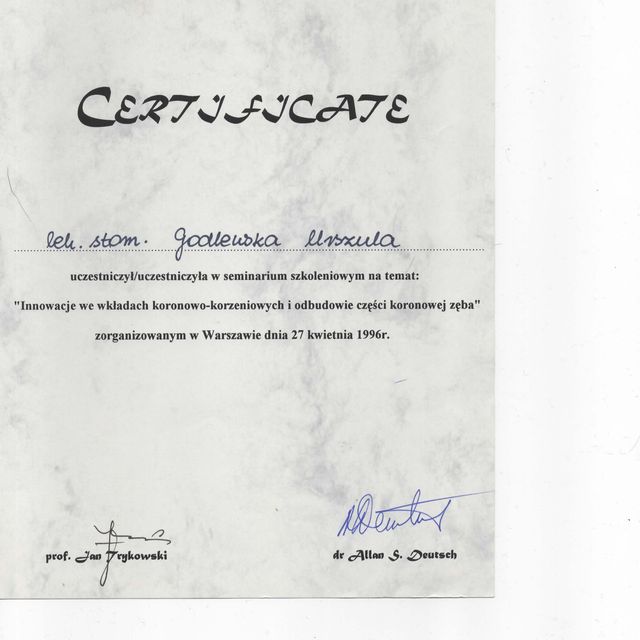 CERTIFICATE
lek. stom. Godlewska Urszula
uczestniczył/uczestniczyła w seminarium szkoleniowym na temat:
"Innowacje we wkładach koronowo-korzeniowych i odbudowie części koronowej zęba"
zorganizowanym w Warszawie dnia 27 kwietnia 1996r.
prof. Jan Trykowski
dr Allan S. Deutsch